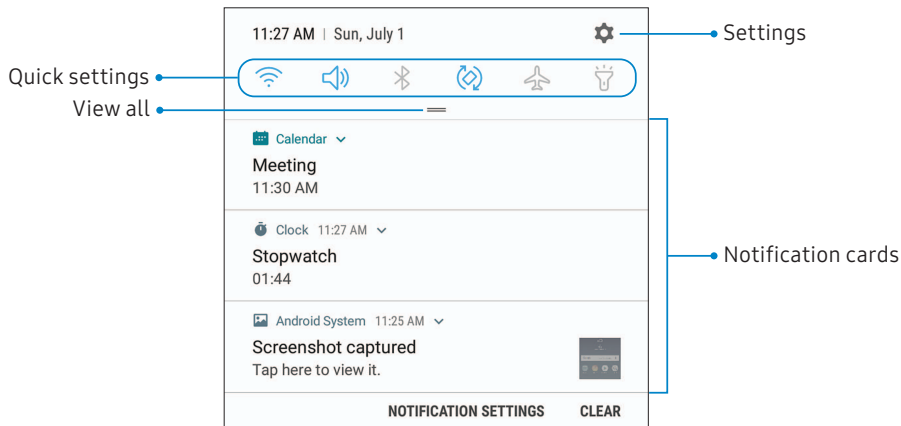 11:27 AM | Sun, July 1
Settings
Quick settings
View all
Calendar
Meeting
11:30 AM
Clock 11:27 AM
Stopwatch
01:44
Notification cards
Android System 11:25 AM
Screenshot captured
Tap here to view it.
NOTIFICATION SETTINGS CLEAR